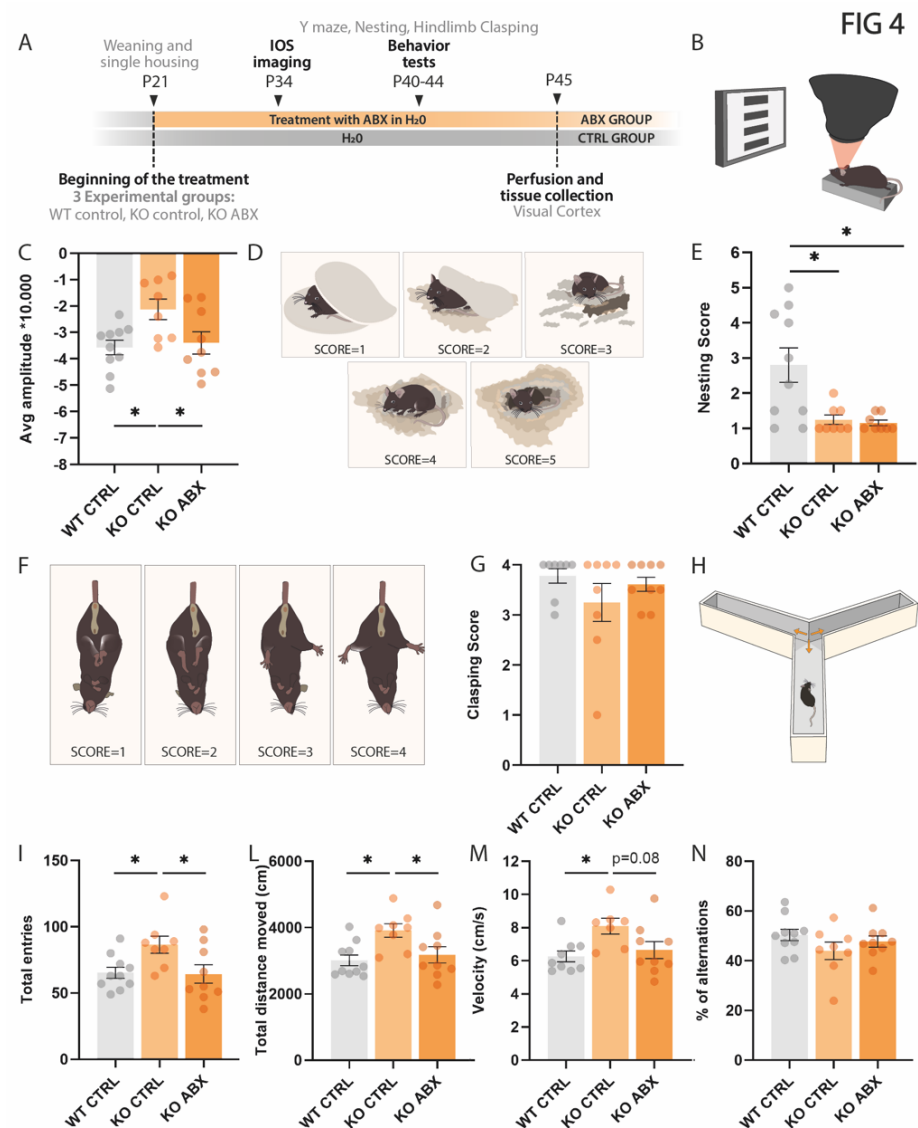 FIG 4
A
Y maze, Nesting, Hindlimb Clasping
Weaning and
single housing
P21
IOS
imaging
P34
Behavior
tests
P40-44
P45
Treatment with ABX in H20
ABX GROUP
H20
CTRL GROUP
Beginning of the treatment
3 Experimental groups:
WT control, KO control, KO ABX
Perfusion and
tissue collection
Visual Cortex
B
C
Avg amplitude *10.000
0
-1
-2
-3
-4
-5
-6
-7
-8
*
*
WT CTRL
KO CTRL
KO ABX
D
SCORE=1
SCORE=2
SCORE=3
SCORE=4
SCORE=5
E
Nesting Score
6
5
4
3
2
1
0
*
*
WT CTRL
KO CTRL
KO ABX
F
SCORE=1
SCORE=2
SCORE=3
SCORE=4
G
Clasping Score
4
3
2
1
0
WT CTRL
KO CTRL
KO ABX
H
I
Total entries
150
100
50
0
*
*
WT CTRL
KO CTRL
KO ABX
L
Total distance moved (cm)
6000
4000
2000
0
*
*
WT CTRL
KO CTRL
KO ABX
M
Velocity (cm/s)
12
10
8
6
4
2
0
*
p=0.08
WT CTRL
KO CTRL
KO ABX
N
% of alternations
80
60
40
20
0
WT CTRL
KO CTRL
KO ABX